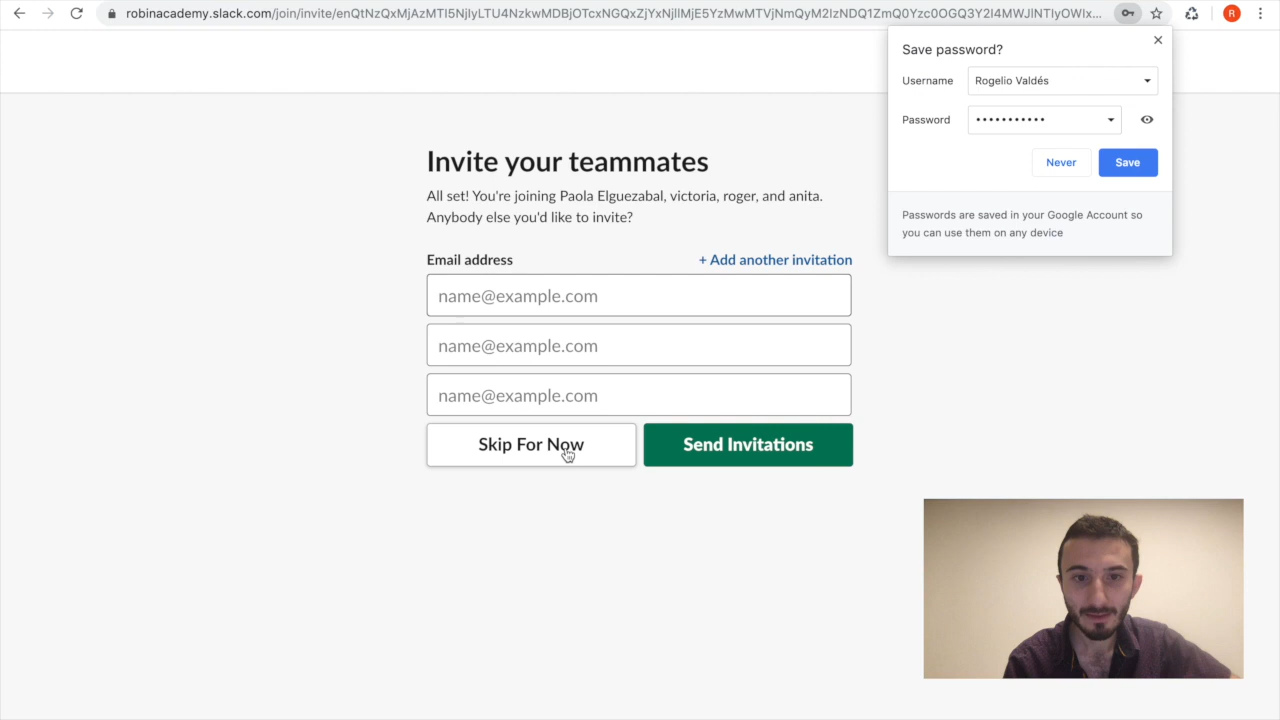 robinacademy.slack.com/join/invite/
R
Save password?
Username
Rogelio Valdés
Password
•••••••••••
Never
Save
Passwords are saved in your Google Account so
you can use them on any device
Invite your teammates
All set! You're joining Paola Elguezabal, victoria, roger, and anita.
Anybody else you'd like to invite?
Email address
+ Add another invitation
name@example.com
name@example.com
name@example.com
Skip For Now
Send Invitations